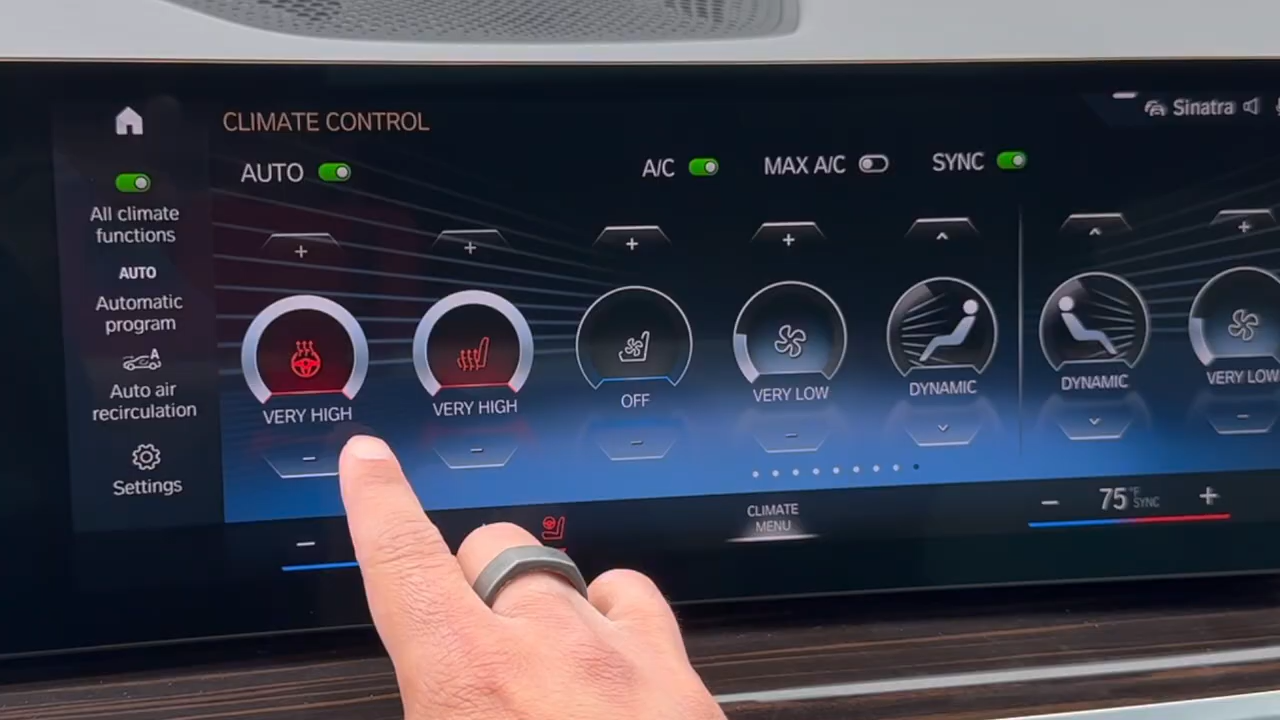 CLIMATE CONTROL
Sinatra
AUTO
A/C
MAX A/C
SYNC
All climate
functions
AUTO
Automatic
program
A
Auto air
recirculation
Settings
+
+
+
+
+
VERY HIGH
VERY HIGH
OFF
VERY LOW
DYNAMIC
DYNAMIC
VERY LOW
−
−
−
−
−
CLIMATE
MENU
−
− 75°F SYNC +